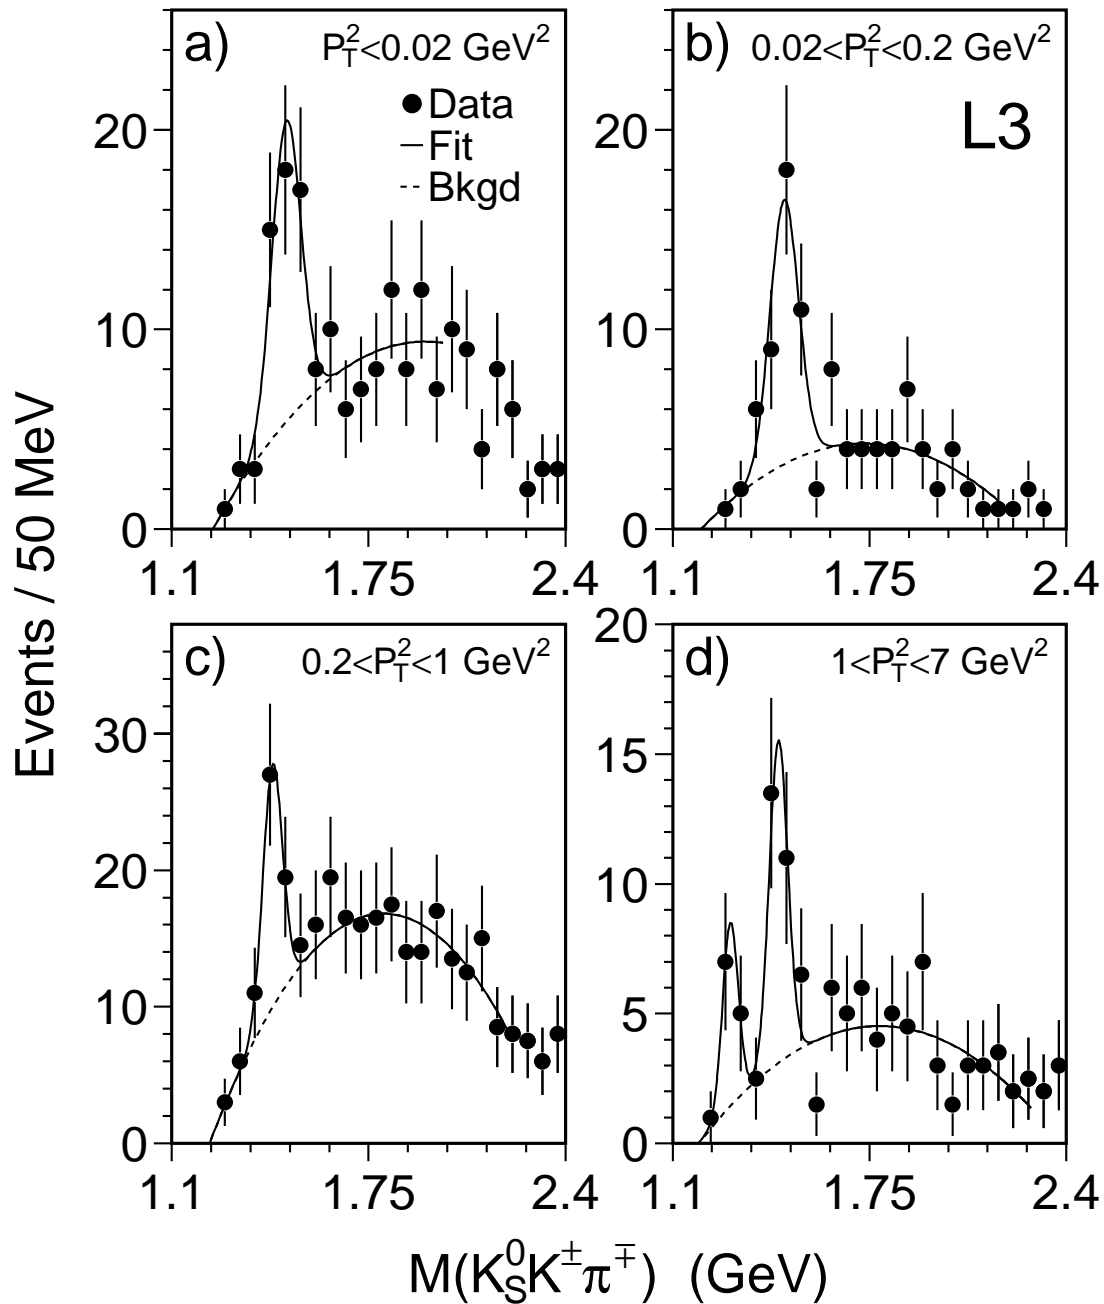 a) P_T^2<0.02 GeV^2
Data
Fit
Bkgd
20
10
0
1.1 1.75 2.4
b) 0.02<P_T^2<0.2 GeV^2
L3
20
10
0
1.1 1.75 2.4
Events / 50 MeV
c) 0.2<P_T^2<1 GeV^2
30
20
10
0
1.1 1.75 2.4
d) 1<P_T^2<7 GeV^2
20
15
10
5
0
1.1 1.75 2.4
M(K_S^0K^±π^∓) (GeV)